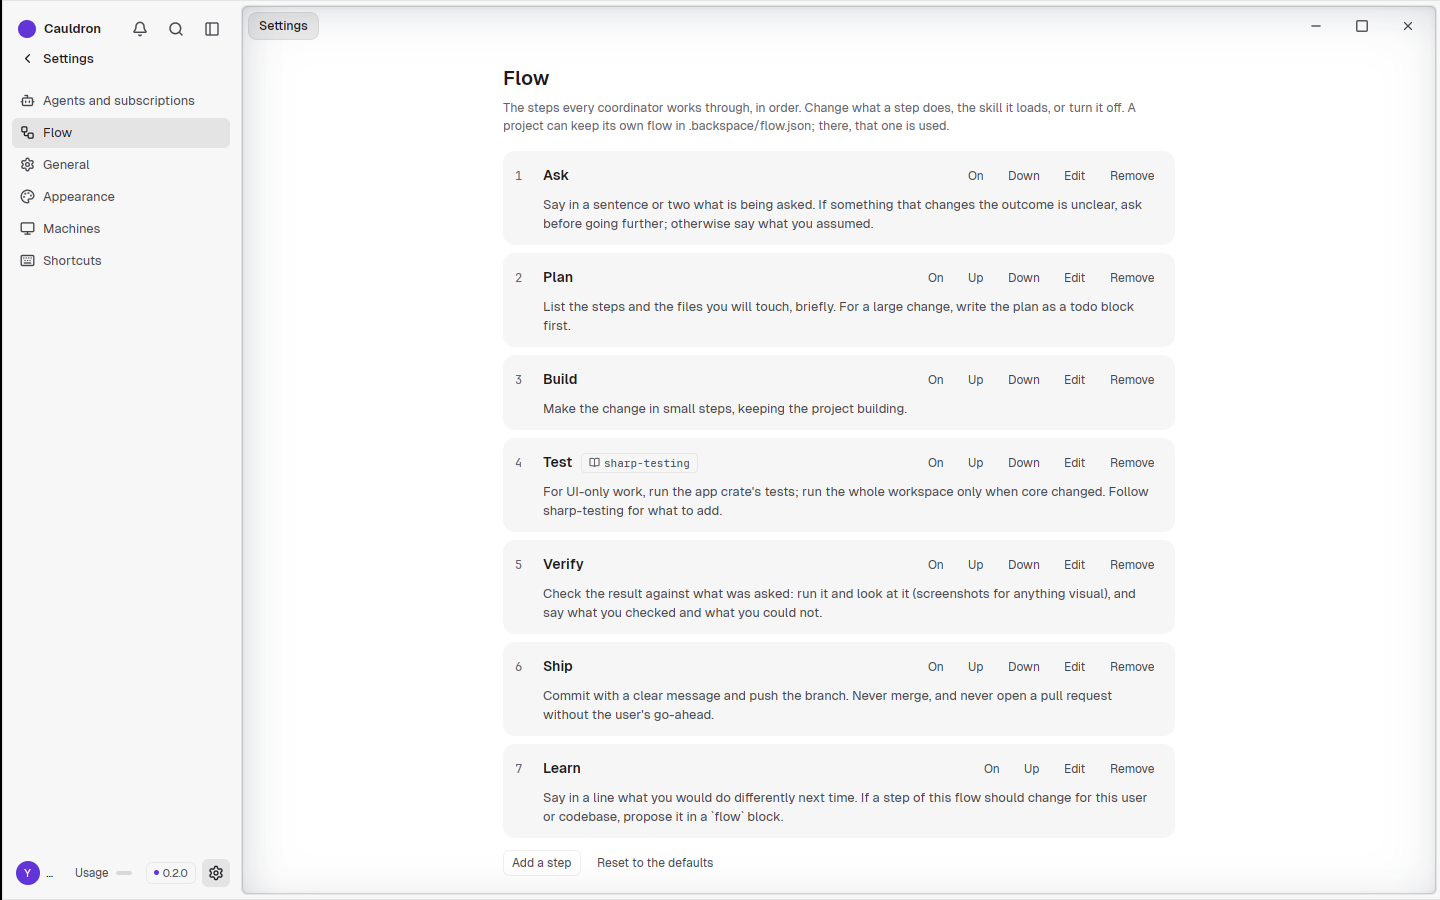 Cauldron
Settings
Agents and subscriptions
Flow
General
Appearance
Machines
Shortcuts
Y ...
Usage
0.2.0
Settings
Flow
The steps every coordinator works through, in order. Change what a step does, the skill it loads, or turn it off. A
project can keep its own flow in .backspace/flow.json; there, that one is used.
1 Ask On Down Edit Remove
Say in a sentence or two what is being asked. If something that changes the outcome is unclear, ask
before going further; otherwise say what you assumed.
2 Plan On Up Down Edit Remove
List the steps and the files you will touch, briefly. For a large change, write the plan as a todo block
first.
3 Build On Up Down Edit Remove
Make the change in small steps, keeping the project building.
4 Test sharp-testing On Up Down Edit Remove
For UI-only work, run the app crate's tests; run the whole workspace only when core changed. Follow
sharp-testing for what to add.
5 Verify On Up Down Edit Remove
Check the result against what was asked: run it and look at it (screenshots for anything visual), and
say what you checked and what you could not.
6 Ship On Up Down Edit Remove
Commit with a clear message and push the branch. Never merge, and never open a pull request
without the user's go-ahead.
7 Learn On Up Edit Remove
Say in a line what you would do differently next time. If a step of this flow should change for this user
or codebase, propose it in a `flow` block.
Add a step Reset to the defaults